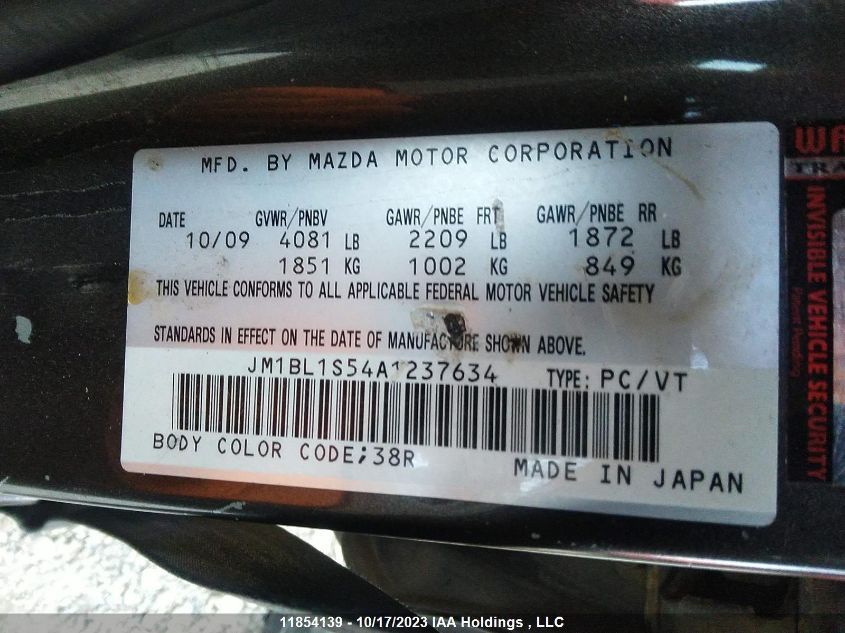 MFD. BY MAZDA MOTOR CORPORATION
DATE GVWR/PNBV GAWR/PNBE FRT GAWR/PNBE RR
10/09 4081 LB 2209 LB 1872 LB
1851 KG 1002 KG 849 KG
THIS VEHICLE CONFORMS TO ALL APPLICABLE FEDERAL MOTOR VEHICLE SAFETY
STANDARDS IN EFFECT ON THE DATE OF MANUFACTURE SHOWN ABOVE.
JM1BL1S54A1237634 TYPE: PC/VT
BODY COLOR CODE;38R
MADE IN JAPAN
INVISIBLE VEHICLE SECURITY
Patent Pending
11854139 - 10/17/2023 IAA Holdings , LLC